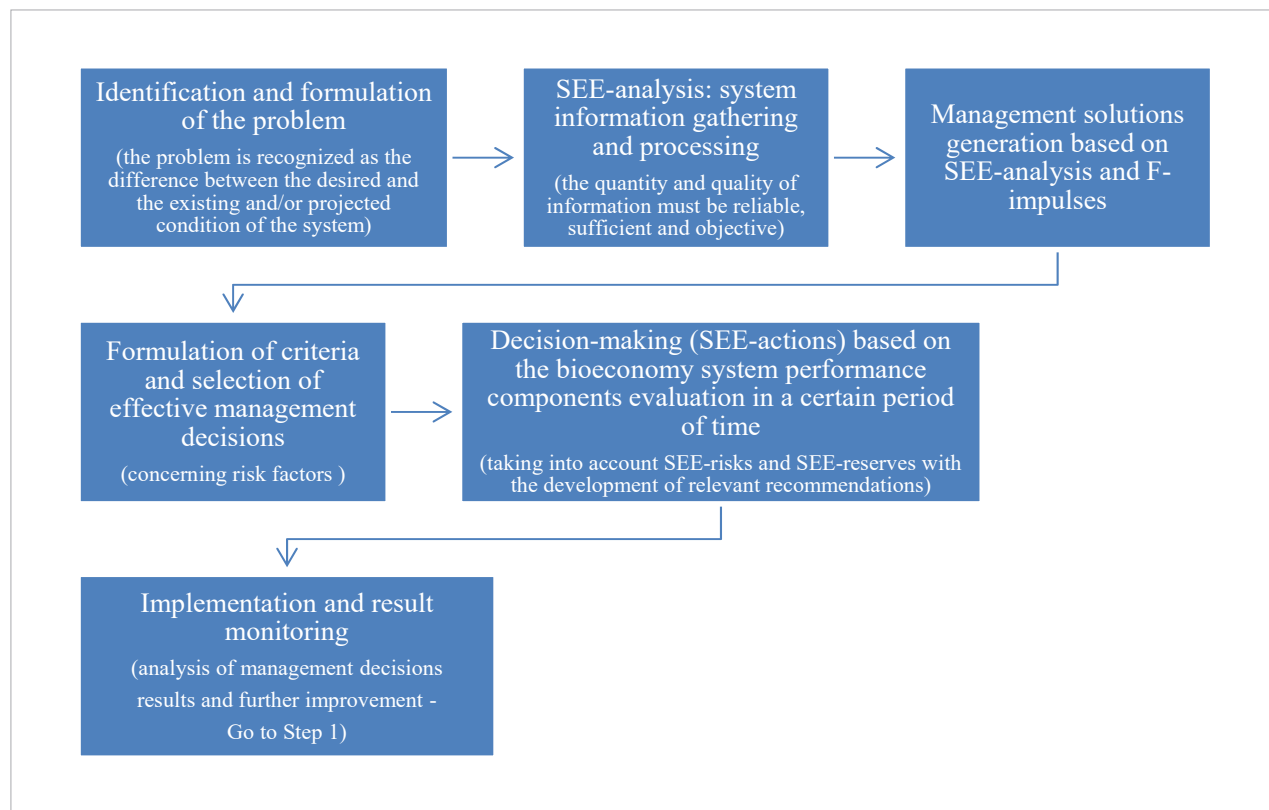 Identification and formulation
of the problem
(the problem is recognized as the
difference between the desired and
the existing and/or projected
condition of the system)
SEE-analysis: system
information gathering
and processing
(the quantity and quality of
information must be reliable,
sufficient and objective)
Management solutions
generation based on
SEE-analysis and F-
impulses
Formulation of criteria
and selection of
effective management
decisions
(concerning risk factors )
Decision-making (SEE-actions) based on
the bioeconomy system performance
components evaluation in a certain period
of time
(taking into account SEE-risks and SEE-reserves with
the development of relevant recommendations)
Implementation and result
monitoring
(analysis of management decisions
results and further improvement -
Go to Step 1)